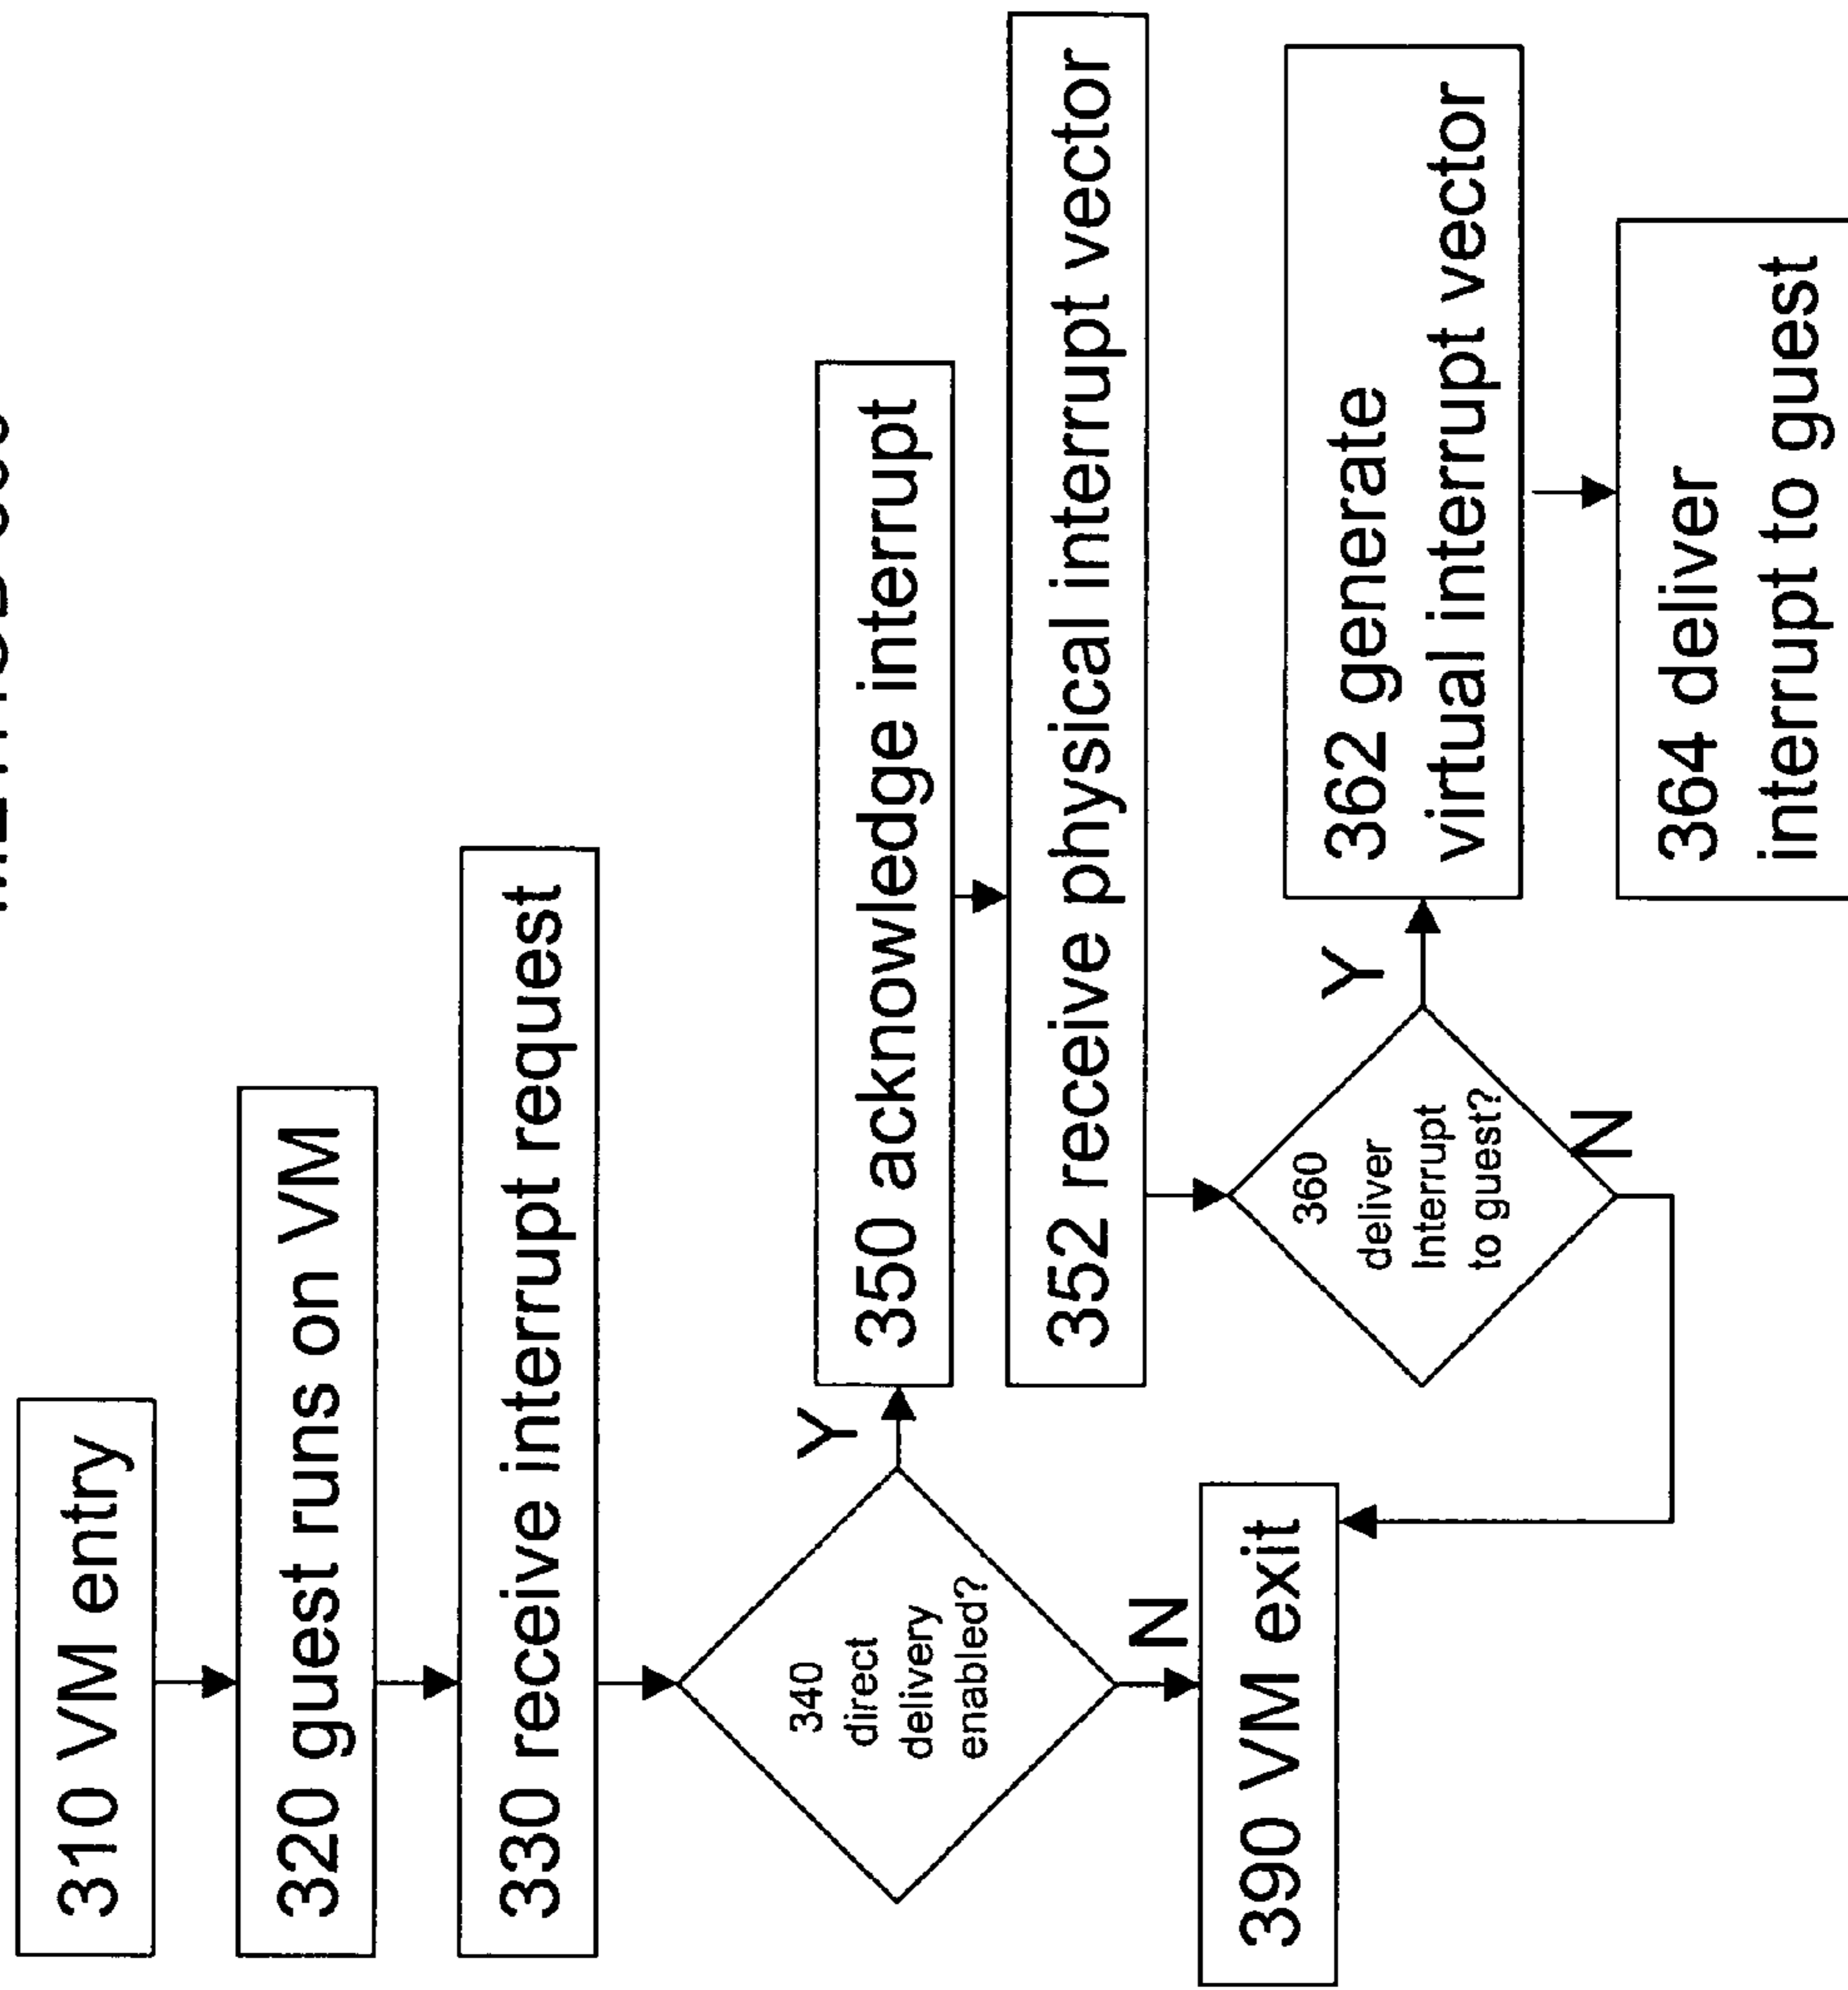 310 VM entry
320 guest runs on VM
330 receive interrupt request
340
direct
delivery
enabled?
Y
N
350 acknowledge interrupt
352 receive physical interrupt vector
360
deliver
Interrupt
to guest?
Y
N
362 generate
virtual interrupt vector
364 deliver
interrupt to guest
390 VM exit